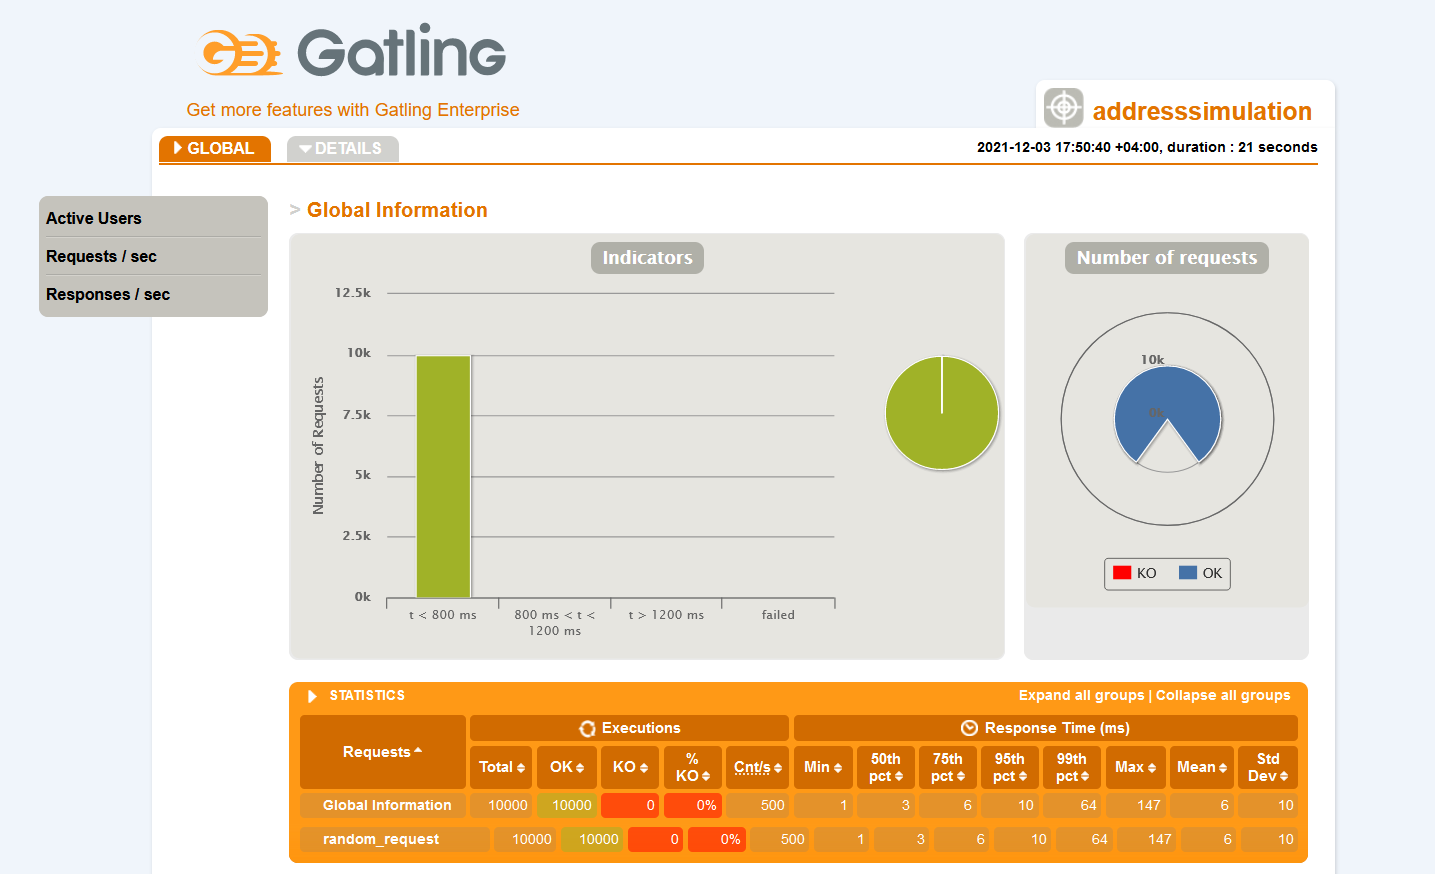 Gatling
Get more features with Gatling Enterprise
addresssimulation
GLOBAL DETAILS
2021-12-03 17:50:40 +04:00, duration : 21 seconds
Active Users
Requests / sec
Responses / sec
> Global Information
Indicators
Number of Requests
12.5k
10k
7.5k
5k
2.5k
0k
t < 800 ms
800 ms < t <
1200 ms
t > 1200 ms
failed
Number of requests
10k
0k
KO OK
STATISTICS
Expand all groups | Collapse all groups
Requests
Executions
Response Time (ms)
Total OK KO % KO Cnt/s Min 50th pct 75th pct 95th pct 99th pct Max Mean Std Dev
Global Information 10000 10000 0 0% 500 1 3 6 10 64 147 6 10
random_request 10000 10000 0 0% 500 1 3 6 10 64 147 6 10